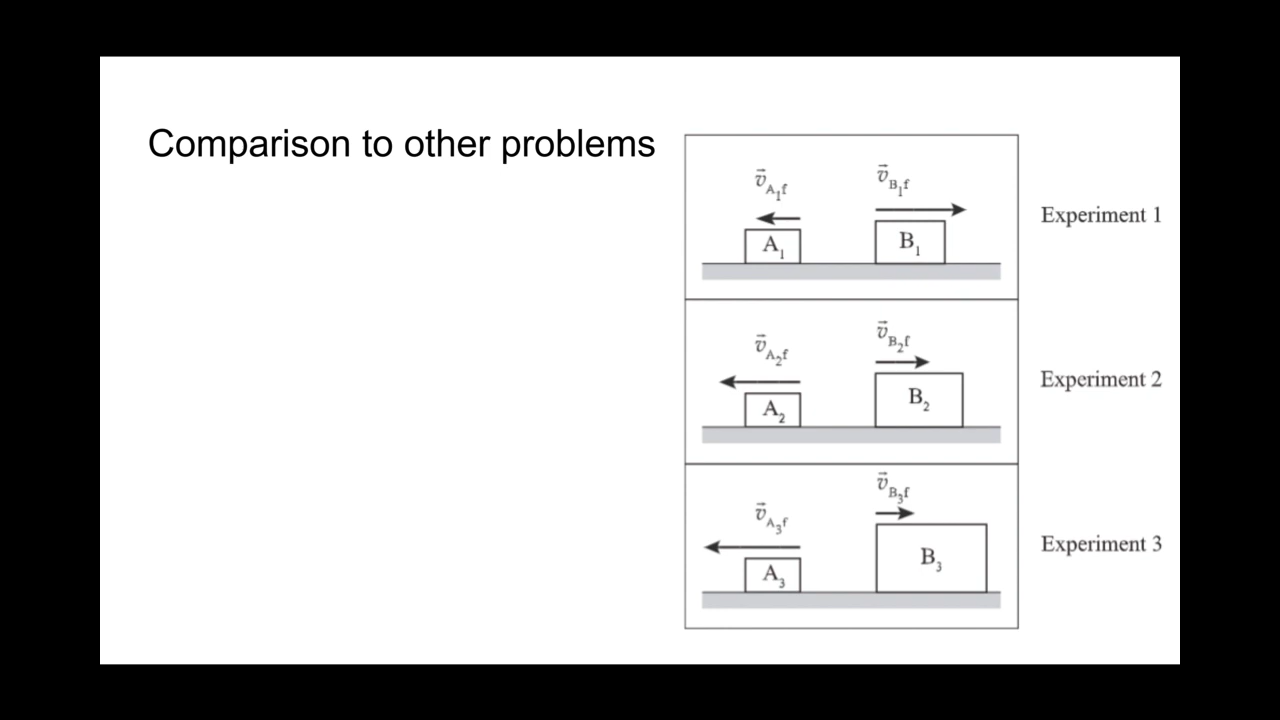 Comparison to other problems
v⃗A₁f
v⃗B₁f
A₁
B₁
Experiment 1
v⃗A₂f
v⃗B₂f
A₂
B₂
Experiment 2
v⃗A₃f
v⃗B₃f
A₃
B₃
Experiment 3